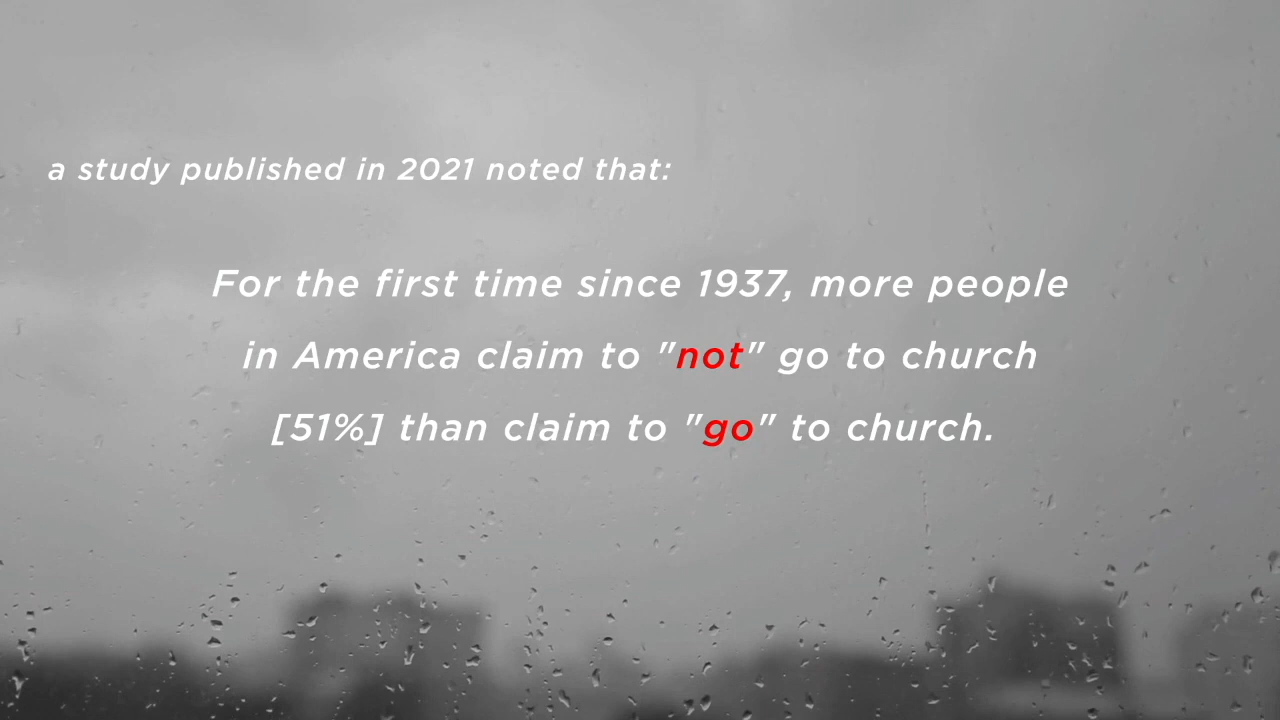 a study published in 2021 noted that:
For the first time since 1937, more people
in America claim to "not" go to church
[51%] than claim to "go" to church.